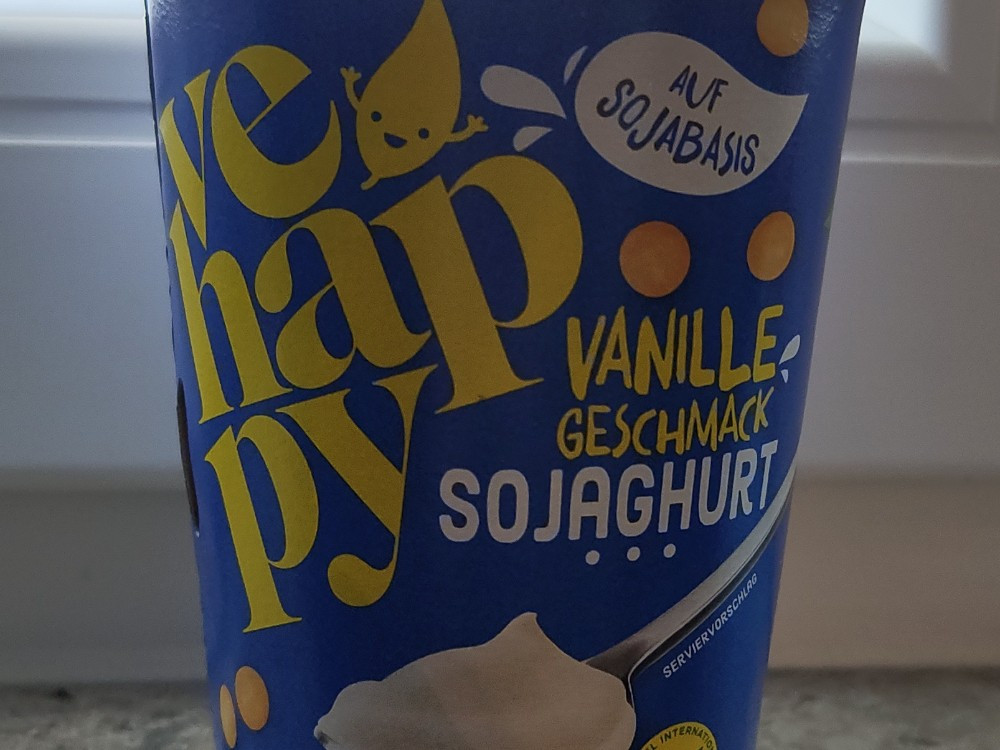 ve
hap
py
AUF
SOJABASIS
VANILLE
GESCHMACK
SOJAGHURT
SERVIERVORSCHLAG